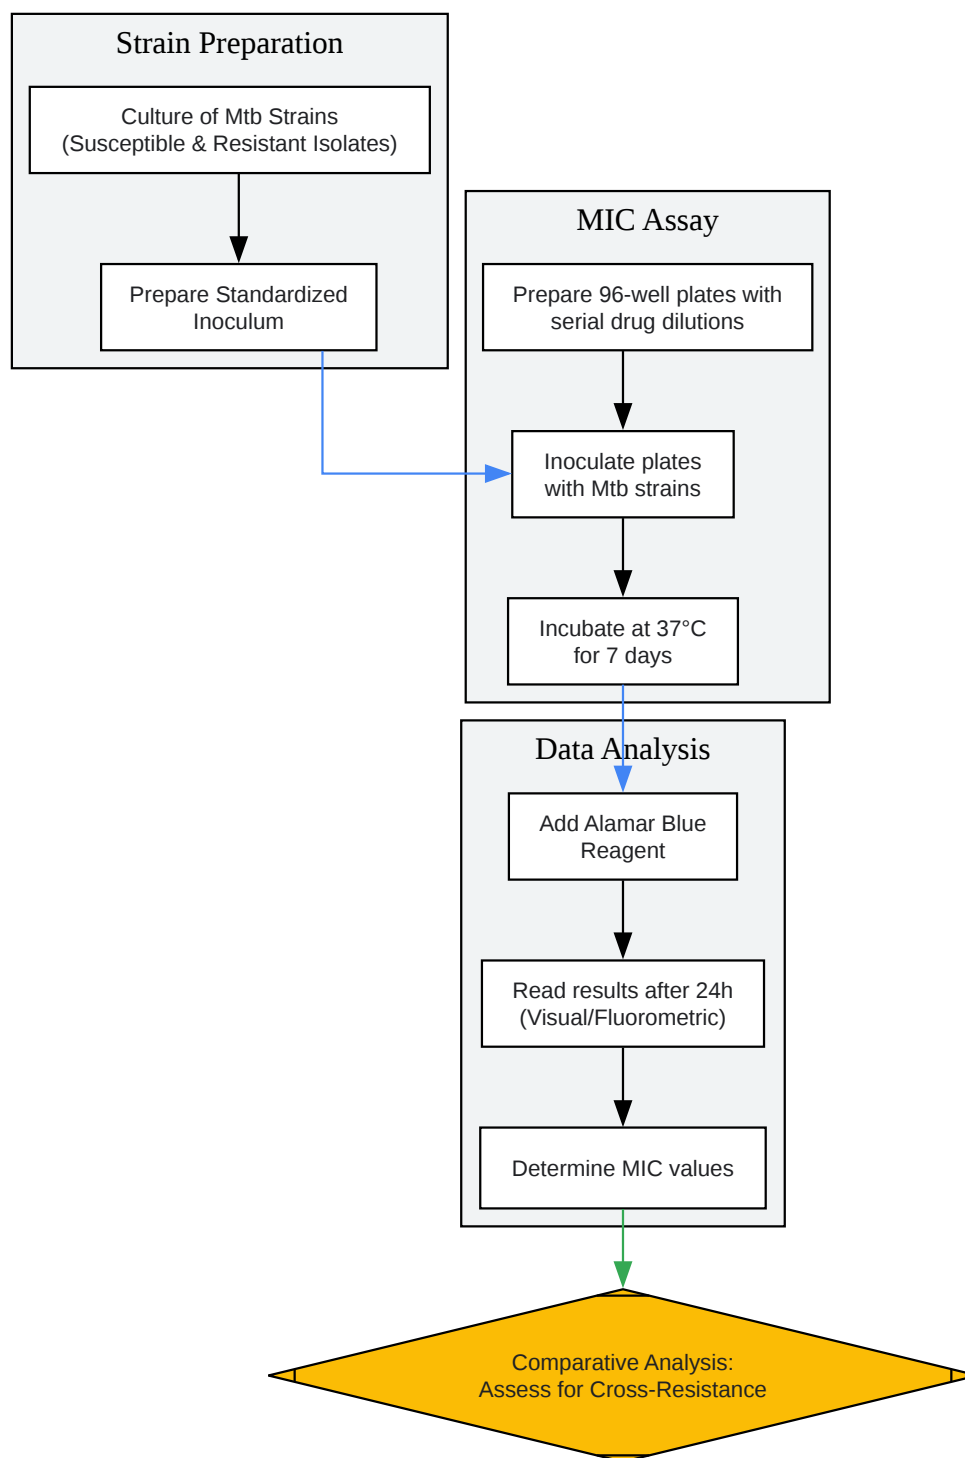 Strain Preparation
Culture of Mtb Strains
(Susceptible & Resistant Isolates)
Prepare Standardized
Inoculum
MIC Assay
Prepare 96-well plates with
serial drug dilutions
Inoculate plates
with Mtb strains
Incubate at 37°C
for 7 days
Data Analysis
Add Alamar Blue
Reagent
Read results after 24h
(Visual/Fluorometric)
Determine MIC values
Comparative Analysis:
Assess for Cross-Resistance